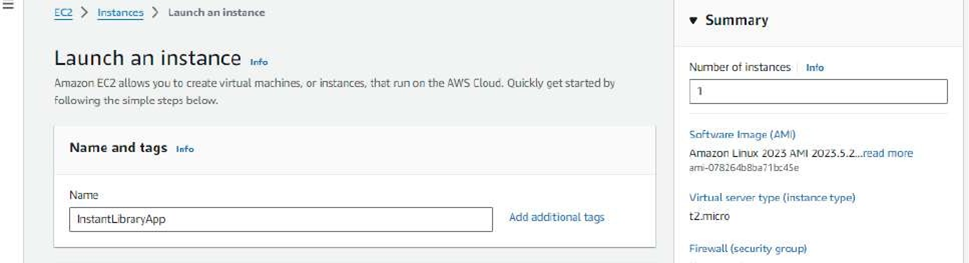 EC2 > Instances > Launch an instance
Launch an instance Info
Amazon EC2 allows you to create virtual machines, or instances, that run on the AWS Cloud. Quickly get started by
following the simple steps below.
Name and tags Info
Name
InstantLibraryApp
Add additional tags
Summary
Number of instances Info
1
Software Image (AMI)
Amazon Linux 2023 AMI 2023.5.2...read more
ami-078264b8ba71bc45e
Virtual server type (instance type)
t2.micro
Firewall (security group)